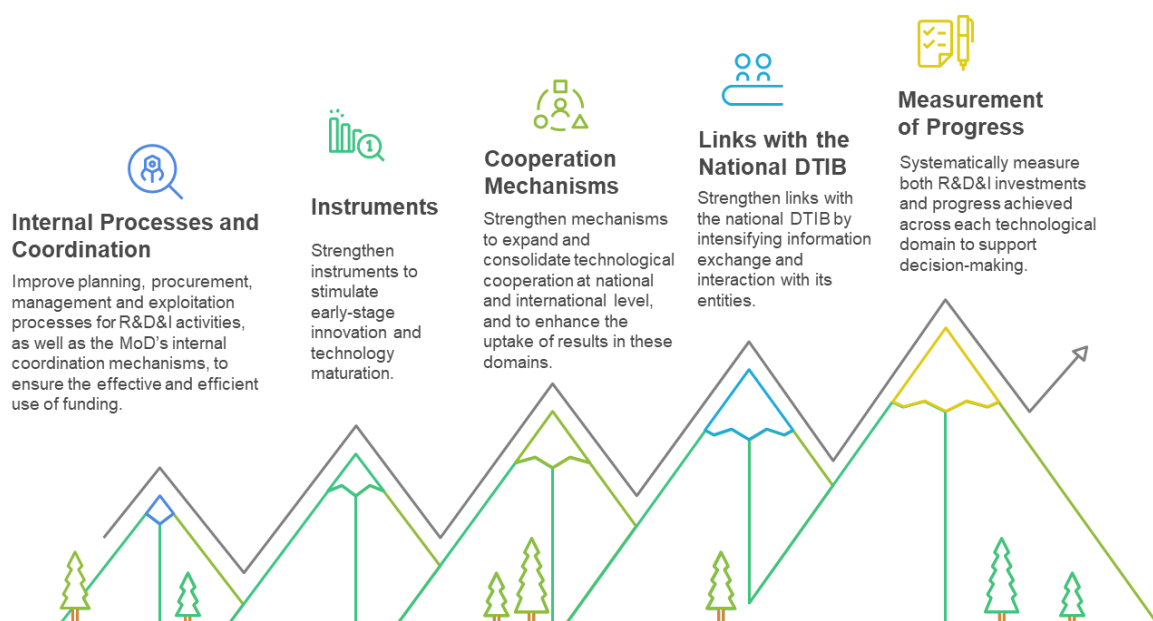 Internal Processes and
Coordination
Improve planning, procurement,
management and exploitation
processes for R&D&I activities,
as well as the MoD's internal
coordination mechanisms, to
ensure the effective and efficient
use of funding.
1
Instruments
Strengthen
instruments to
stimulate
early-stage
innovation and
technology
maturation.
Cooperation
Mechanisms
Strengthen mechanisms
to expand and
consolidate technological
cooperation at national
and international level,
and to enhance the
uptake of results in these
domains.
Links with the
National DTIB
Strengthen links with
the national DTIB by
intensifying information
exchange and
interaction with its
entities.
Measurement
of Progress
Systematically measure
both R&D&I investments
and progress achieved
across each technological
domain to support
decision-making.